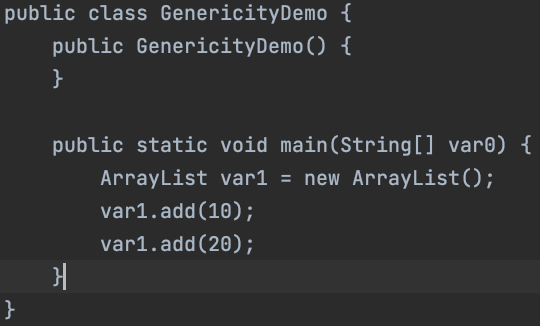 public class GenericityDemo {
    public GenericityDemo() {
    }

    public static void main(String[] var0) {
        ArrayList var1 = new ArrayList();
        var1.add(10);
        var1.add(20);
    }
}